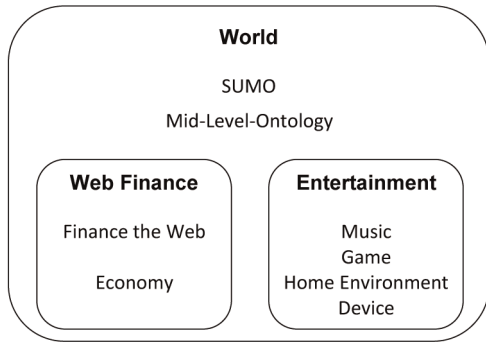 World
SUMO
Mid-Level-Ontology
Web Finance
Finance the Web
Economy
Entertainment
Music
Game
Home Environment
Device